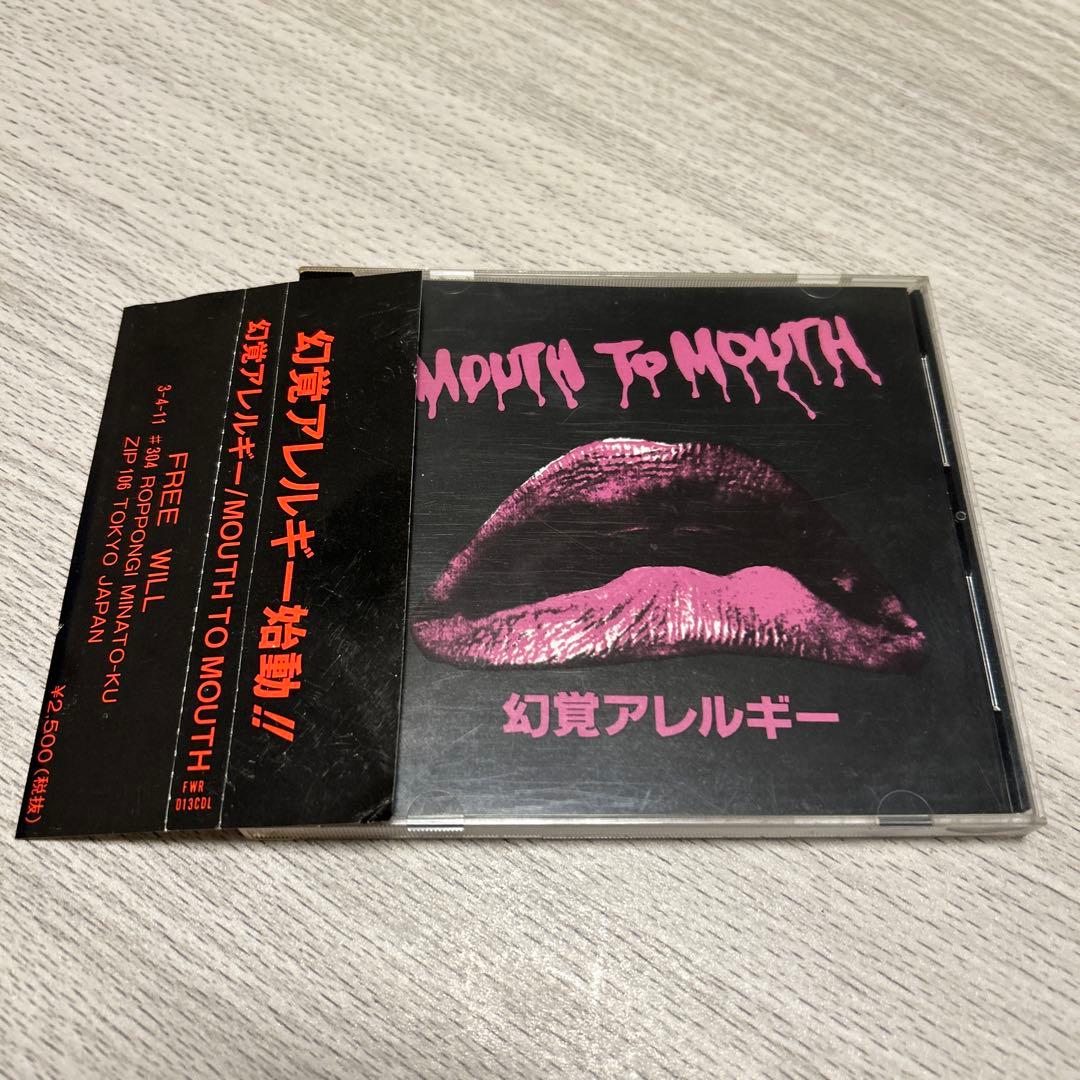 MOUTH TO MOUTH
幻覚アレルギー
幻覚アレルギー始動!!
幻覚アレルギー/MOUTH TO MOUTH
FWR
013CDL
FREE WILL
3-4-11 #304 ROPPONGI MINATO-KU
ZIP 106 TOKYO JAPAN
¥2.500(税抜)